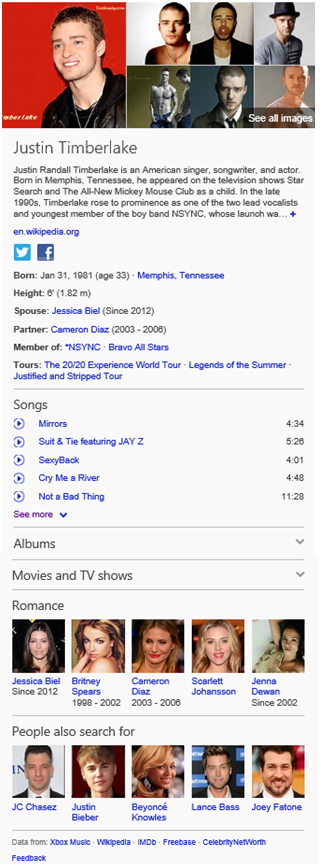 Celebuzzy.com
timberlake
See all images
Justin Timberlake
Justin Randall Timberlake is an American singer, songwriter, and actor.
Born in Memphis, Tennessee, he appeared on the television shows Star
Search and The All-New Mickey Mouse Club as a child. In the late
1990s, Timberlake rose to prominence as one of the two lead vocalists
and youngest member of the boy band NSYNC, whose launch wa... +
en.wikipedia.org
Born: Jan 31, 1981 (age 33) · Memphis, Tennessee
Height: 6' (1.82 m)
Spouse: Jessica Biel (Since 2012)
Partner: Cameron Diaz (2003 - 2006)
Member of: *NSYNC · Bravo All Stars
Tours: The 20/20 Experience World Tour · Legends of the Summer ·
Justified and Stripped Tour
Songs
Mirrors 4:34
Suit & Tie featuring JAY Z 5:26
SexyBack 4:01
Cry Me a River 4:48
Not a Bad Thing 11:28
See more
Albums
Movies and TV shows
Romance
Jessica Biel
Since 2012
Britney
Spears
1998 - 2002
Cameron
Diaz
2003 - 2006
Scarlett
Johansson
Jenna
Dewan
Since 2002
People also search for
JC Chasez
Justin
Bieber
Beyoncé
Knowles
Lance Bass
Joey Fatone
Data from: Xbox Music · Wikipedia · IMDb · Freebase · CelebrityNetWorth
Feedback